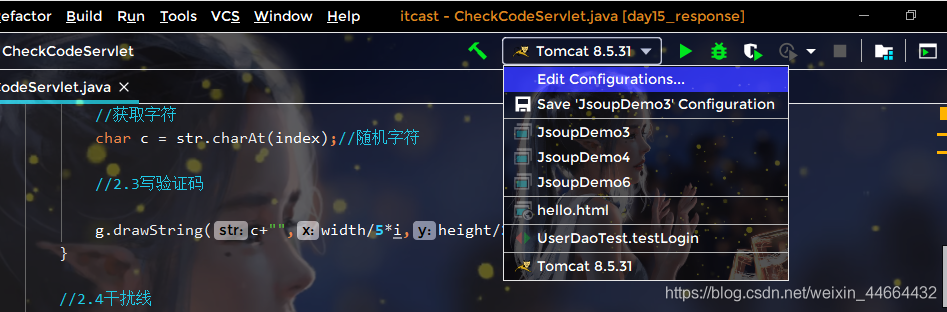 efactor Build Run Tools VCS Window Help itcast - CheckCodeServlet.java [day15_response]
CheckCodeServlet Tomcat 8.5.31
CodeServlet.java ×
Edit Configurations...
Save 'JsoupDemo3' Configuration
JsoupDemo3
JsoupDemo4
JsoupDemo6
hello.html
UserDaoTest.testLogin
Tomcat 8.5.31
//获取字符
char c = str.charAt(index);//随机字符
//2.3写验证码
g.drawString( str: c+"", x: width/5*i, y: height/
}
//2.4干扰线
https://blog.csdn.net/weixin_44664432